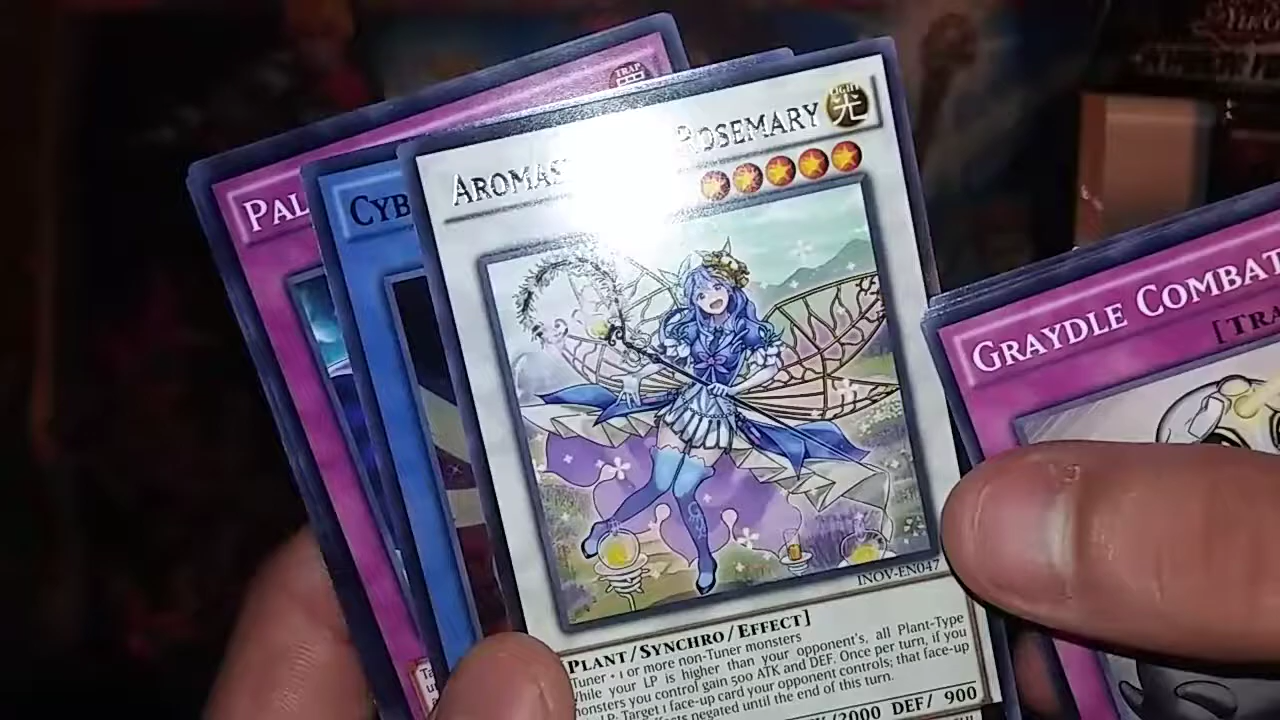 TRAP
PAL
CYB
AROMAS ROSEMARY
LIGHT
光
GRAYDLE COMBAT
[TRA
INOV-EN047
[PLANT/SYNCHRO/EFFECT]
Tuner + 1 or more non-Tuner monsters
While your LP is higher than your opponent's, all Plant-Type
monsters you control gain 500 ATK and DEF. Once per turn, if you
LP: Target 1 face-up card your opponent controls; that face-up
negated until the end of this turn.
/2000 DEF/ 900